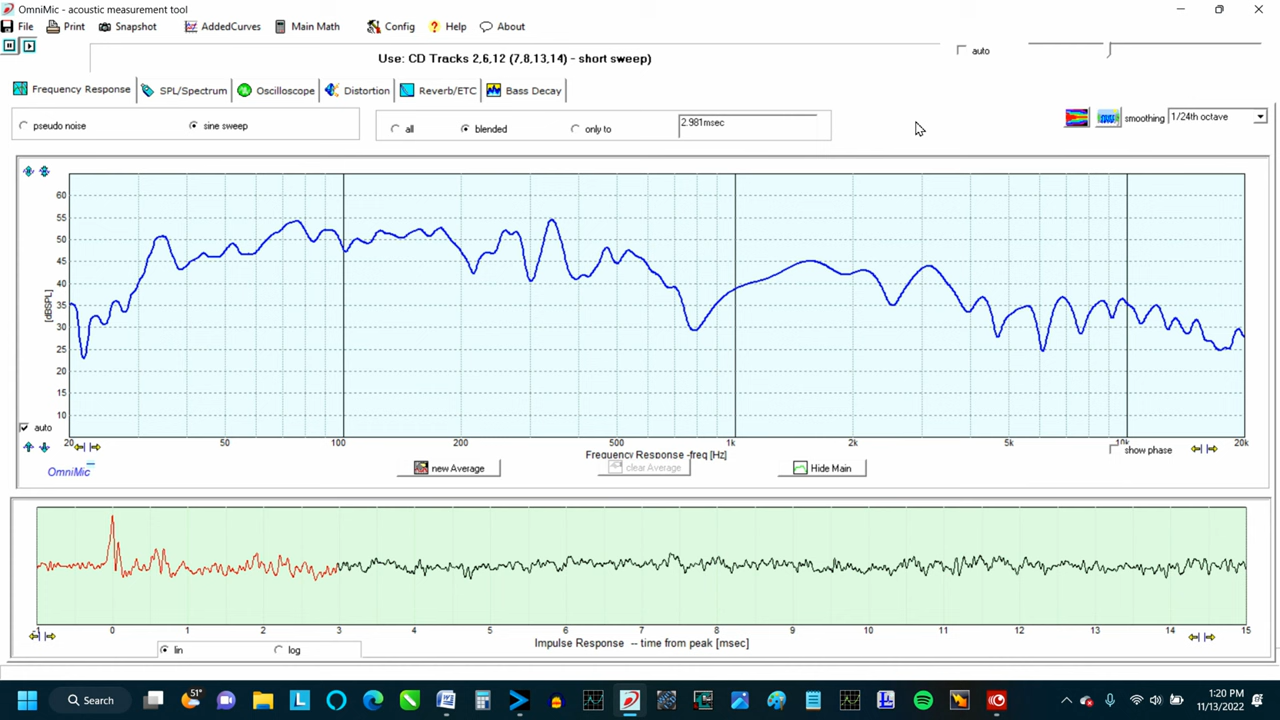 OmniMic - acoustic measurement tool
File Print Snapshot AddedCurves Main Math Config Help About
Use: CD Tracks 2,6,12 (7,8,13,14) - short sweep)
auto
Frequency Response SPL/Spectrum Oscilloscope Distortion Reverb/ETC Bass Decay
pseudo noise sine sweep all blended only to 2.981msec smoothing 1/24th octave
60
55
50
45
40
35
30
25
20
15
10
[dBSPL]
auto
20 50 100 200 500 1k 2k 5k 10k 20k
Frequency Response -freq [Hz]
show phase
OmniMic new Average clear Average Hide Main
-1 0 1 2 3 4 5 6 7 8 9 10 11 12 13 14 15
Impulse Response -- time from peak [msec]
lin log
51°
Search
1:20 PM
11/13/2022